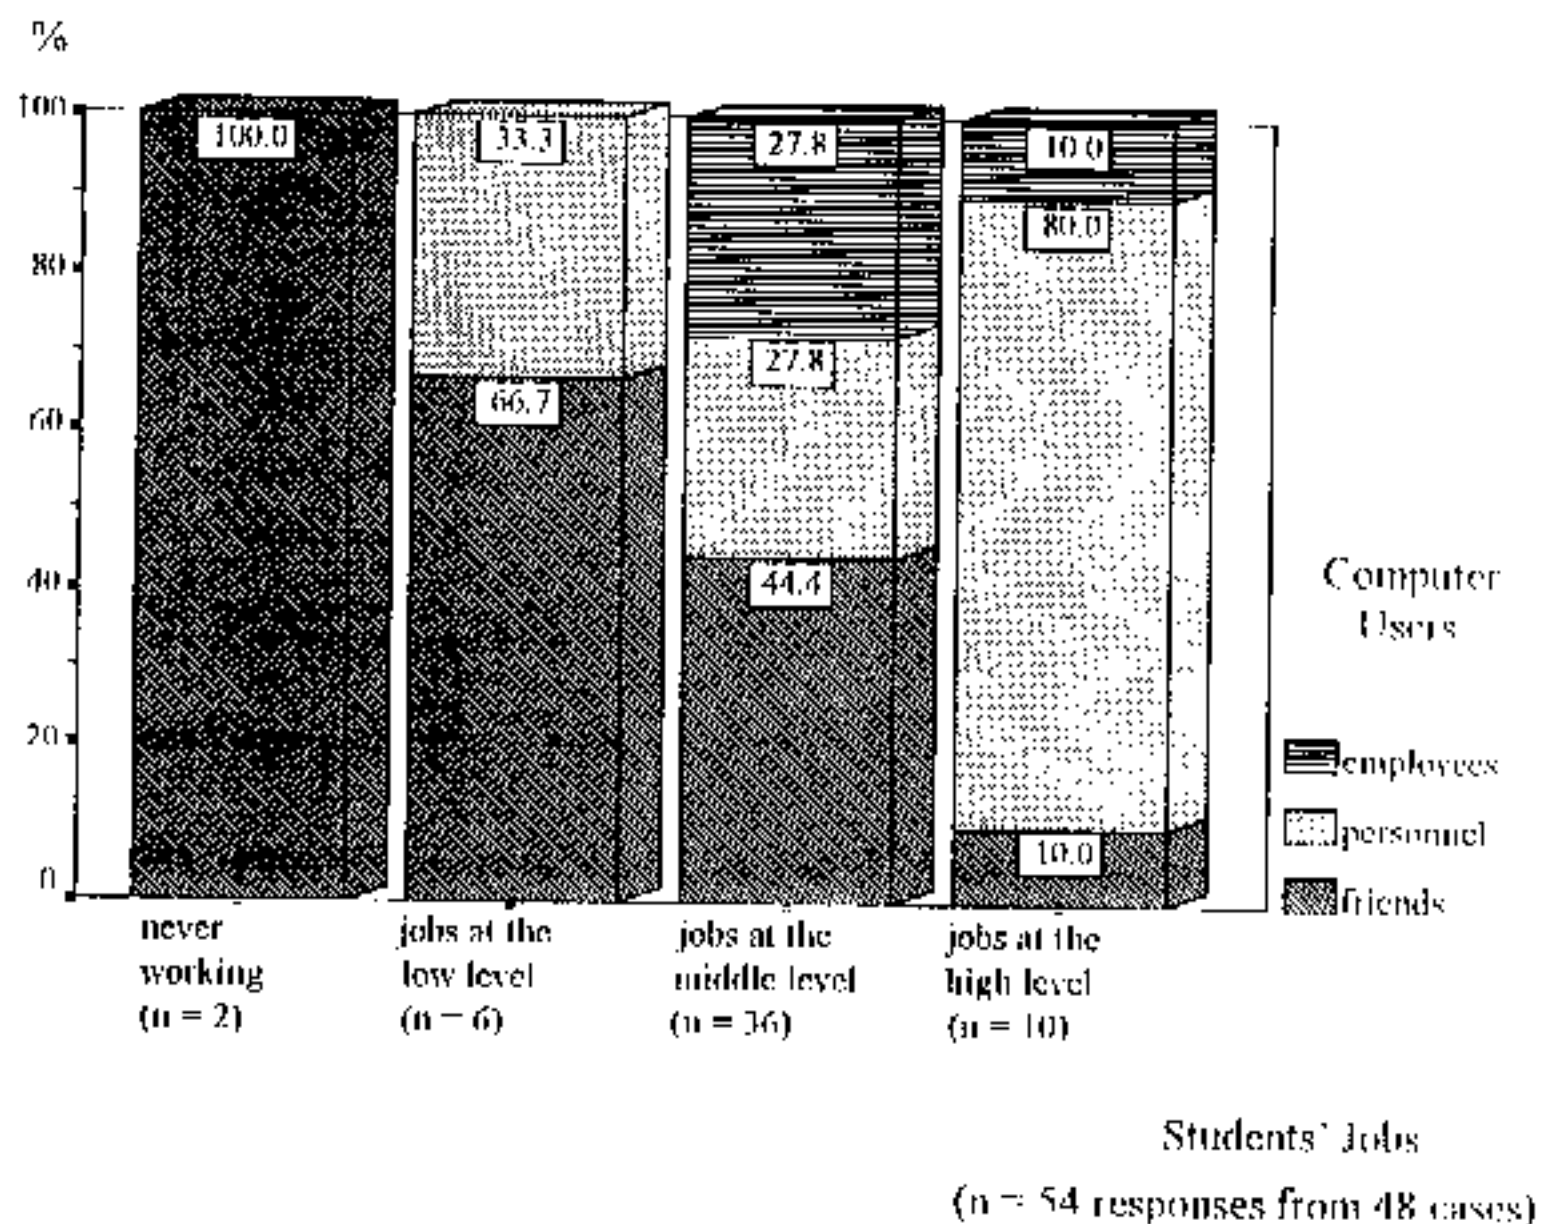 %
100
80
60
40
20
0
100.0
33.3
66.7
27.8
27.8
44.4
10.0
80.0
10.0
Computer
Users
employees
personnel
friends
never
working
(n = 2)
jobs at the
low level
(n = 6)
jobs at the
middle level
(n = 36)
jobs at the
high level
(n = 10)
Students' Jobs
(n = 54 responses from 48 cases)